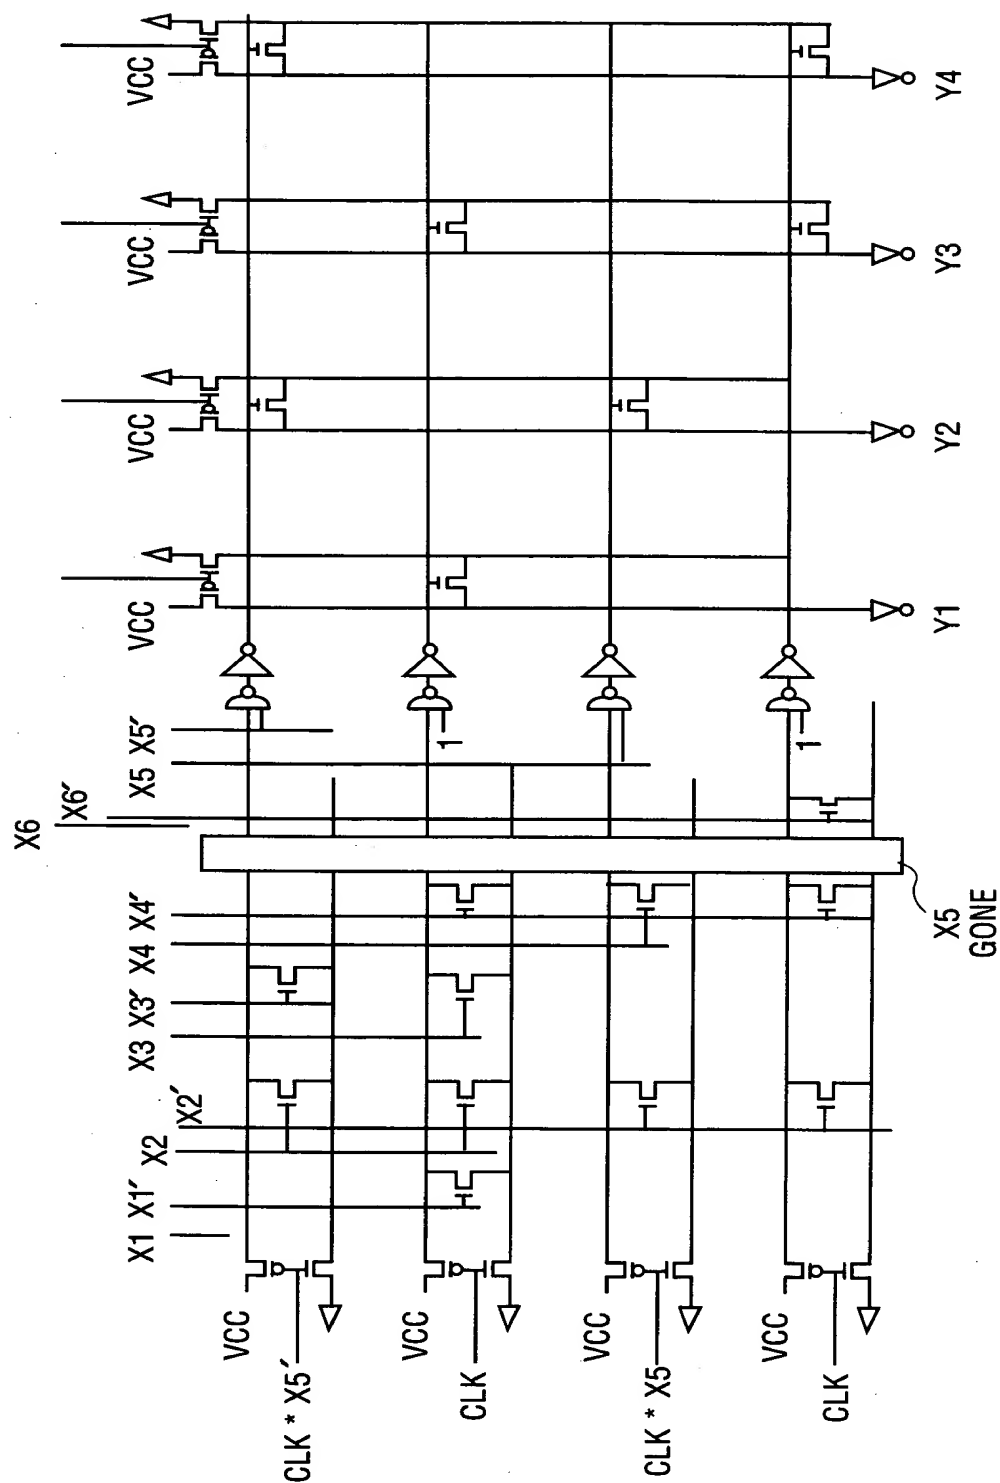 X6
X6′
X1 X1′ X2 X2′ X3 X3′ X4 X4′ X5 X5′ VCC VCC VCC VCC
VCC
CLK * X5′
VCC
1
CLK
VCC
CLK * X5
VCC
1
CLK
X5
GONE
Y1 Y2 Y3 Y4